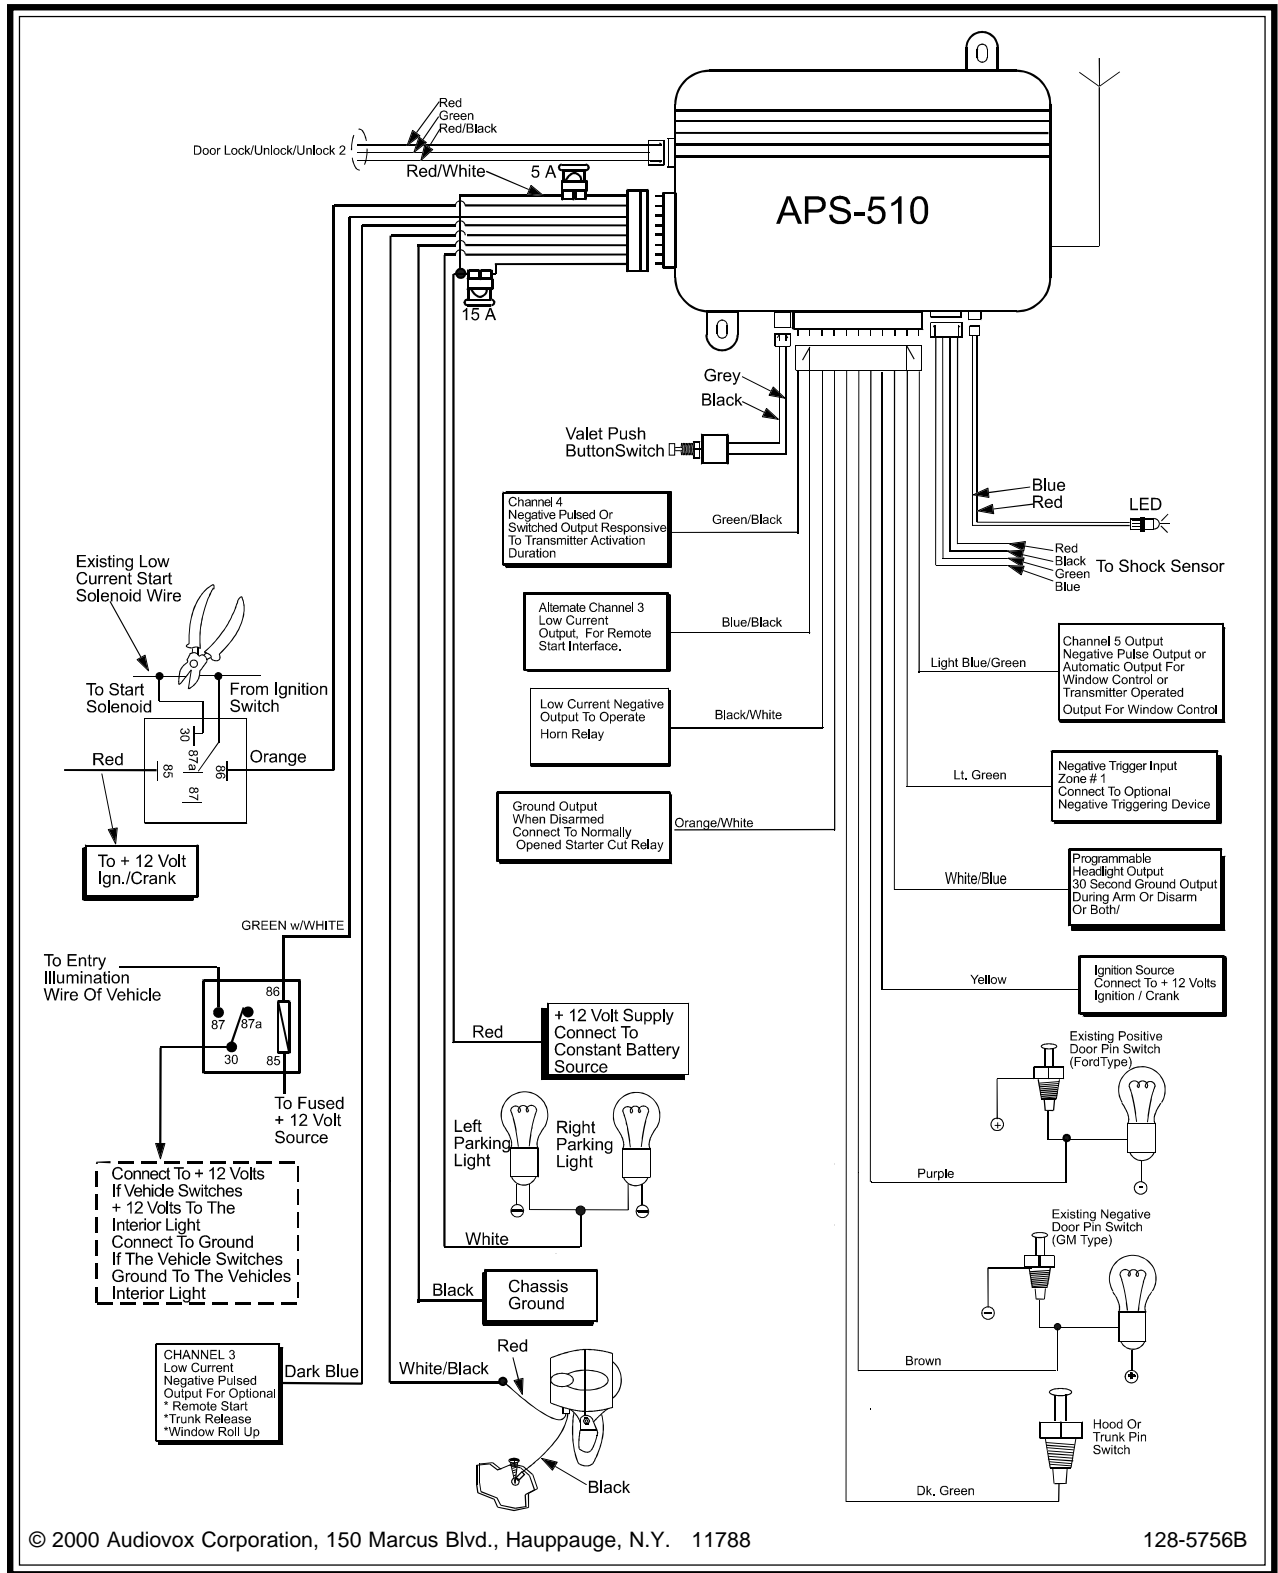 Red
Green
Red/Black
Door Lock/Unlock/Unlock 2
Red/White
5 A
APS-510
15 A
Grey
Black
Valet Push
ButtonSwitch
Blue
Red
LED
Red
Black
Green
Blue
To Shock Sensor
Channel 4
Negative Pulsed Or
Switched Output Responsive
To Transmitter Activation
Duration
Green/Black
Existing Low
Current Start
Solenoid Wire
Alternate Channel 3
Low Current
Output, For Remote
Start Interface.
Blue/Black
Light Blue/Green
Channel 5 Output
Negative Pulse Output or
Automatic Output For
Window Control or
Transmitter Operated
Output For Window Control
To Start
Solenoid
From Ignition
Switch
Low Current Negative
Output To Operate
Horn Relay
Black/White
30
87a
85
86
87
Red
Orange
Lt. Green
Negative Trigger Input
Zone # 1
Connect To Optional
Negative Triggering Device
Ground Output
When Disarmed
Connect To Normally
Opened Starter Cut Relay
Orange/White
To + 12 Volt
Ign./Crank
White/Blue
Programmable
Headlight Output
30 Second Ground Output
During Arm Or Disarm
Or Both/
GREEN w/WHITE
To Entry
Illumination
Wire Of Vehicle
86
87
87a
30
85
Yellow
Ignition Source
Connect To + 12 Volts
Ignition / Crank
Red
+ 12 Volt Supply
Connect To
Constant Battery
Source
Existing Positive
Door Pin Switch
(FordType)
To Fused
+ 12 Volt
Source
Left
Parking
Light
Right
Parking
Light
+
-
Purple
Connect To + 12 Volts
If Vehicle Switches
+ 12 Volts To The
Interior Light
Connect To Ground
If The Vehicle Switches
Ground To The Vehicles
Interior Light
White
Existing Negative
Door Pin Switch
(GM Type)
Black
Chassis
Ground
CHANNEL 3
Low Current
Negative Pulsed
Output For Optional
* Remote Start
*Trunk Release
*Window Roll Up
Dark Blue
White/Black
Red
Brown
Black
Hood Or
Trunk Pin
Switch
Dk. Green
© 2000 Audiovox Corporation, 150 Marcus Blvd., Hauppauge, N.Y. 11788
128-5756B